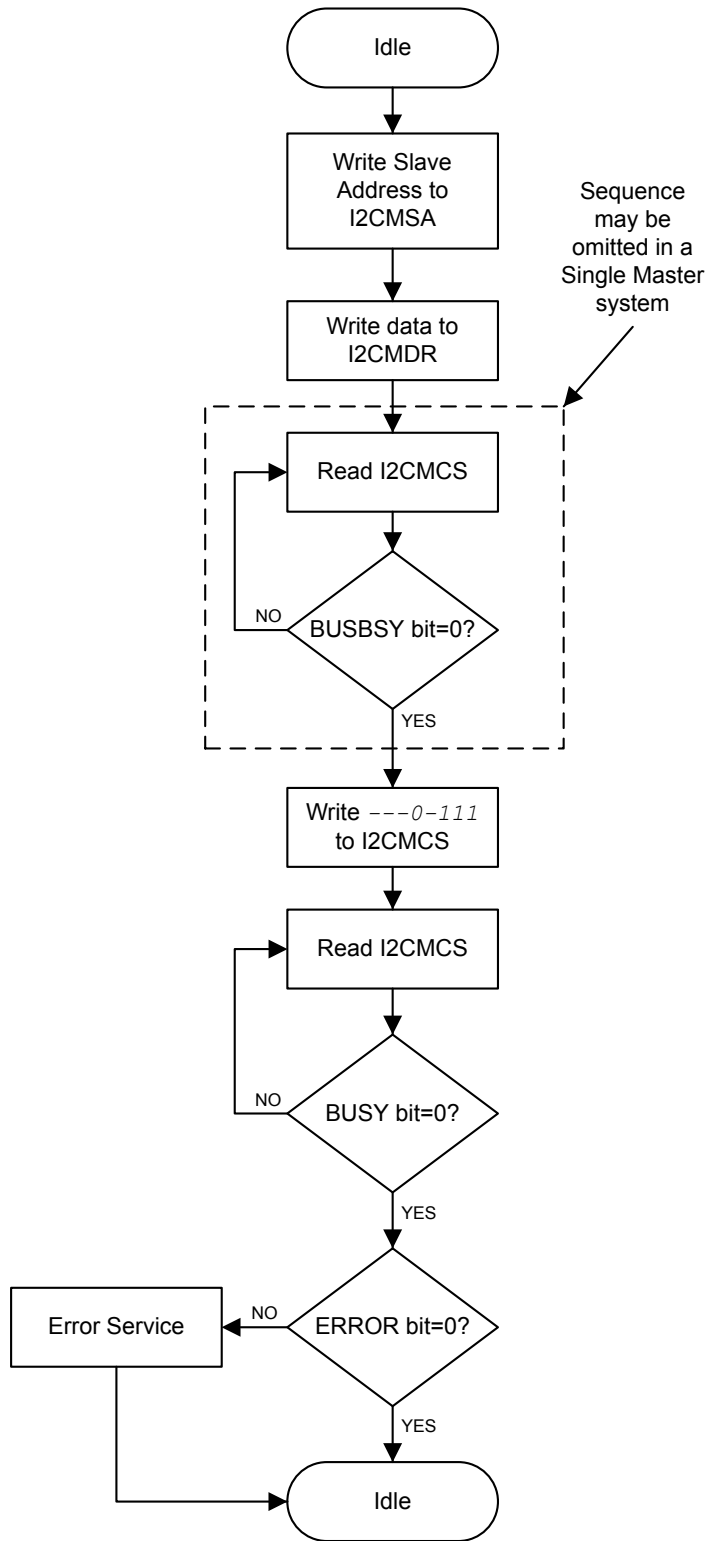 Idle
Write Slave
Address to
I2CMSA
Sequence
may be
omitted in a
Single Master
system
Write data to
I2CMDR
Read I2CMCS
NO
BUSBSY bit=0?
YES
Write ---0-111
to I2CMCS
Read I2CMCS
NO
BUSY bit=0?
YES
Error Service
NO
ERROR bit=0?
YES
Idle